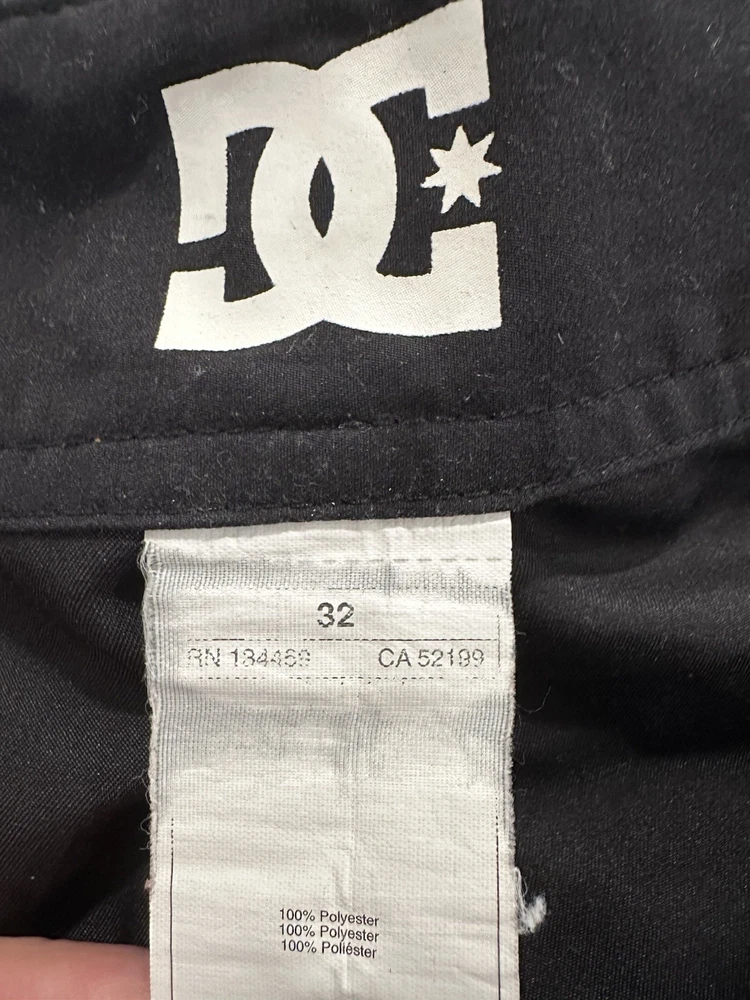 DC
32
RN 134469 CA 52199
100% Polyester
100% Polyester
100% Poliéster